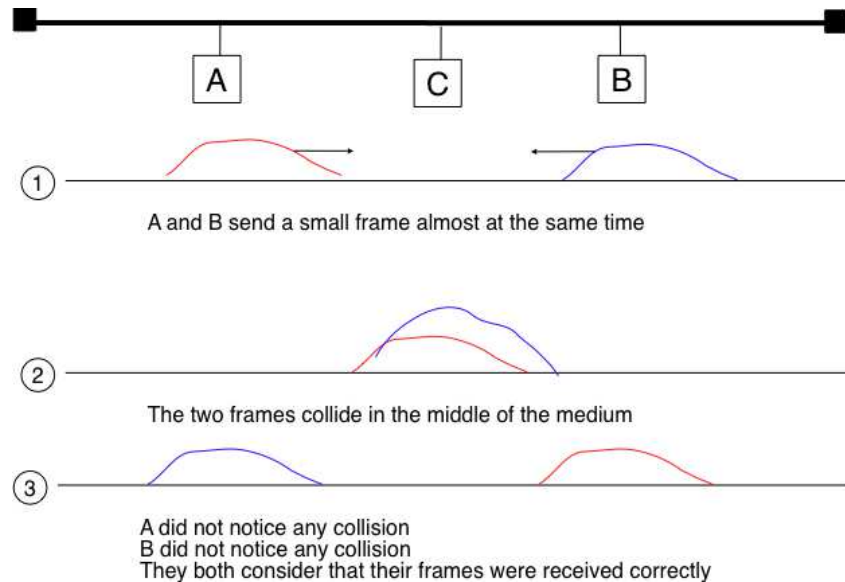 A
C
B
1
A and B send a small frame almost at the same time
2
The two frames collide in the middle of the medium
3
A did not notice any collision
B did not notice any collision
They both consider that their frames were received correctly